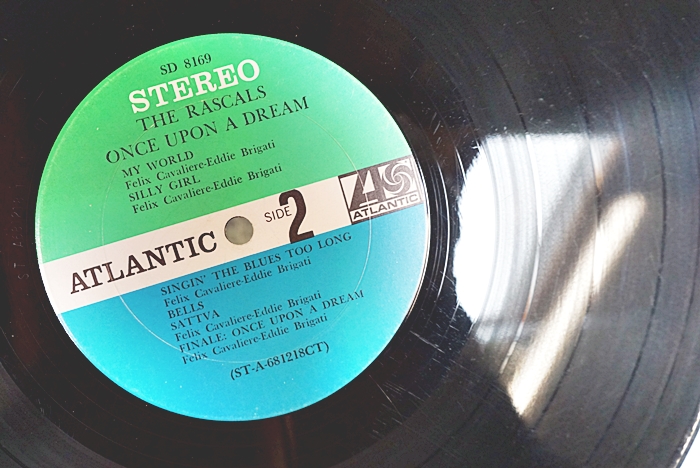 SD 8169
STEREO
THE RASCALS
ONCE UPON A DREAM
MY WORLD
Felix Cavaliere-Eddie Brigati
SILLY GIRL
Felix Cavaliere-Eddie Brigati
ATLANTIC
SIDE 2
ATLANTIC
SINGIN' THE BLUES TOO LONG
Felix Cavaliere-Eddie Brigati
BELLS
SATTVA
Felix Cavaliere-Eddie Brigati
FINALE: ONCE UPON A DREAM
Felix Cavaliere-Eddie Brigati
(ST-A-681218CT)